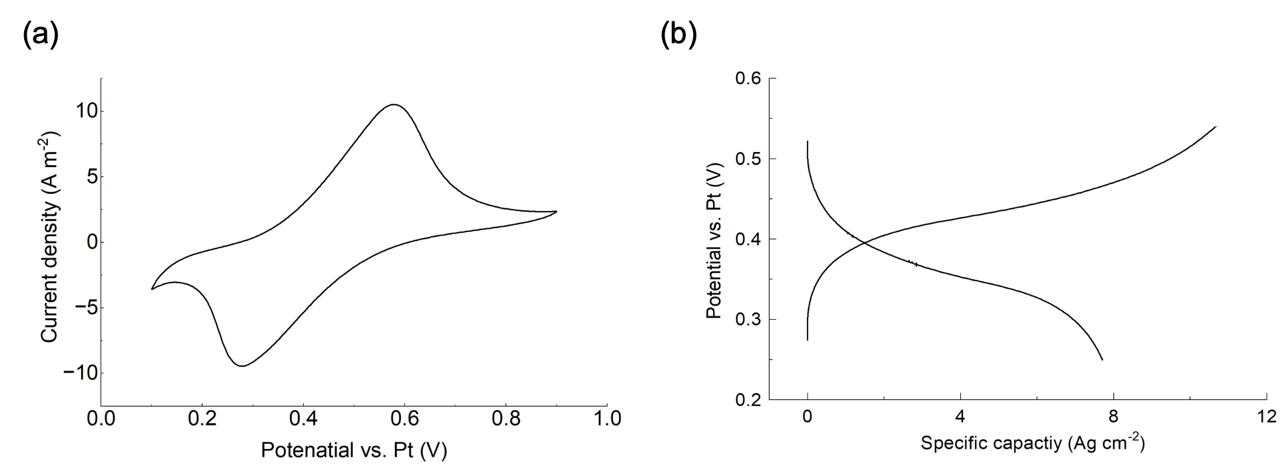 (a)
(b)
Current density (A m-2)
10
5
0
−5
−10
0.0 0.2 0.4 0.6 0.8 1.0
Potenatial vs. Pt (V)
Potential vs. Pt (V)
0.6
0.5
0.4
0.3
0.2
0 4 8 12
Specific capactiy (Ag cm-2)